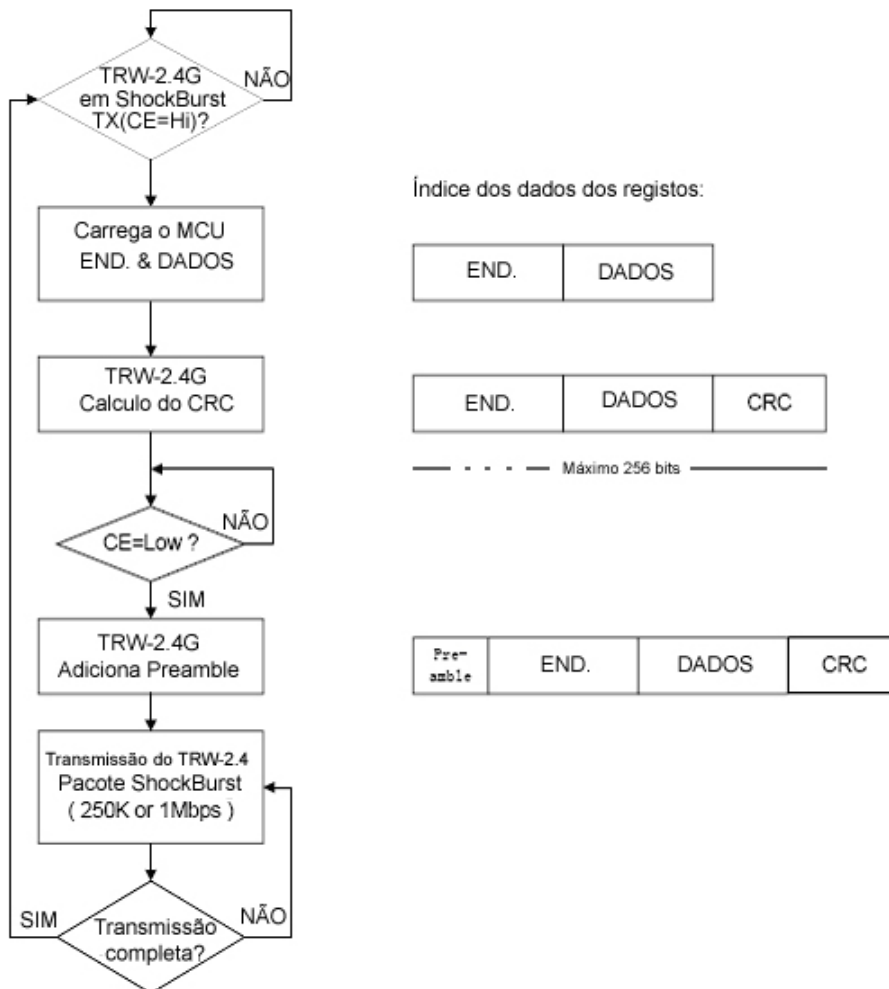 TRW-2.4G
em ShockBurst
TX(CE=Hi)?
NÃO
Carrega o MCU
END. & DADOS
TRW-2.4G
Calculo do CRC
NÃO
CE=Low ?
SIM
TRW-2.4G
Adiciona Preamble
Transmissão do TRW-2.4
Pacote ShockBurst
( 250K or 1Mbps )
SIM
NÃO
Transmissão
completa?
Índice dos dados dos registos:
END. DADOS
END. DADOS CRC
Máximo 256 bits
Pre-
amble
END. DADOS CRC